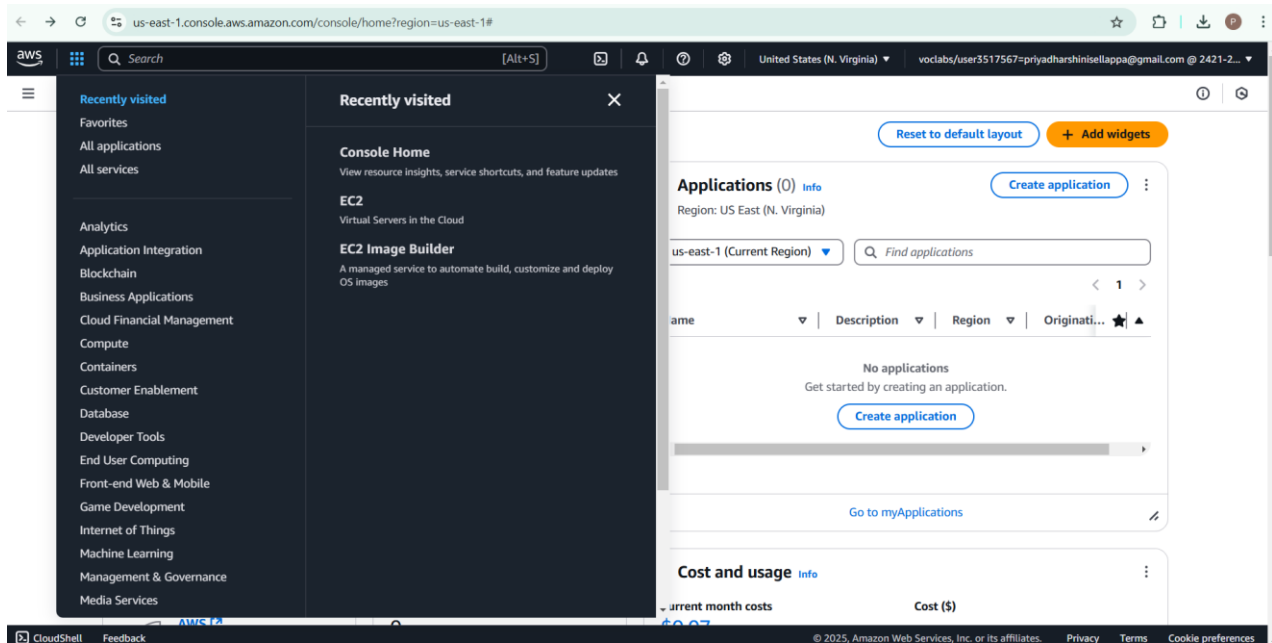 us-east-1.console.aws.amazon.com/console/home?region=us-east-1#
P
aws
Search
[Alt+S]
United States (N. Virginia)
voclabs/user3517567=priyadharshinisellappa@gmail.com @ 2421-2...
Recently visited
Favorites
All applications
All services
Analytics
Application Integration
Blockchain
Business Applications
Cloud Financial Management
Compute
Containers
Customer Enablement
Database
Developer Tools
End User Computing
Front-end Web & Mobile
Game Development
Internet of Things
Machine Learning
Management & Governance
Media Services
Recently visited
Console Home
View resource insights, service shortcuts, and feature updates
EC2
Virtual Servers in the Cloud
EC2 Image Builder
A managed service to automate build, customize and deploy
OS images
Reset to default layout
+ Add widgets
Applications (0) Info
Region: US East (N. Virginia)
Create application
us-east-1 (Current Region)
Find applications
1
ame
Description
Region
Originati...
No applications
Get started by creating an application.
Create application
Go to myApplications
Cost and usage Info
urrent month costs
Cost ($)
AWS
CloudShell
Feedback
© 2025, Amazon Web Services, Inc. or its affiliates.
Privacy
Terms
Cookie preferences